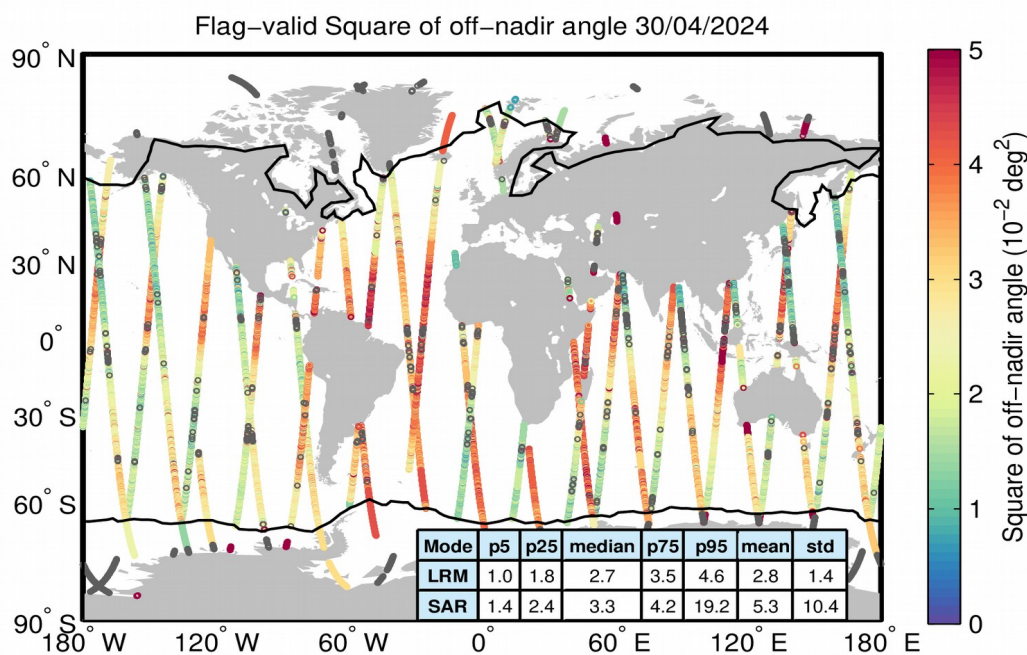 Flag-valid Square of off-nadir angle 30/04/2024
90° N
60° N
30° N
0°
30° S
60° S
90° S
180° W
120° W
60° W
0°
60° E
120° E
180° E
Mode p5 p25 median p75 p95 mean std
LRM 1.0 1.8 2.7 3.5 4.6 2.8 1.4
SAR 1.4 2.4 3.3 4.2 19.2 5.3 10.4
5
4
3
2
1
0
Square of off-nadir angle (10⁻² deg²)